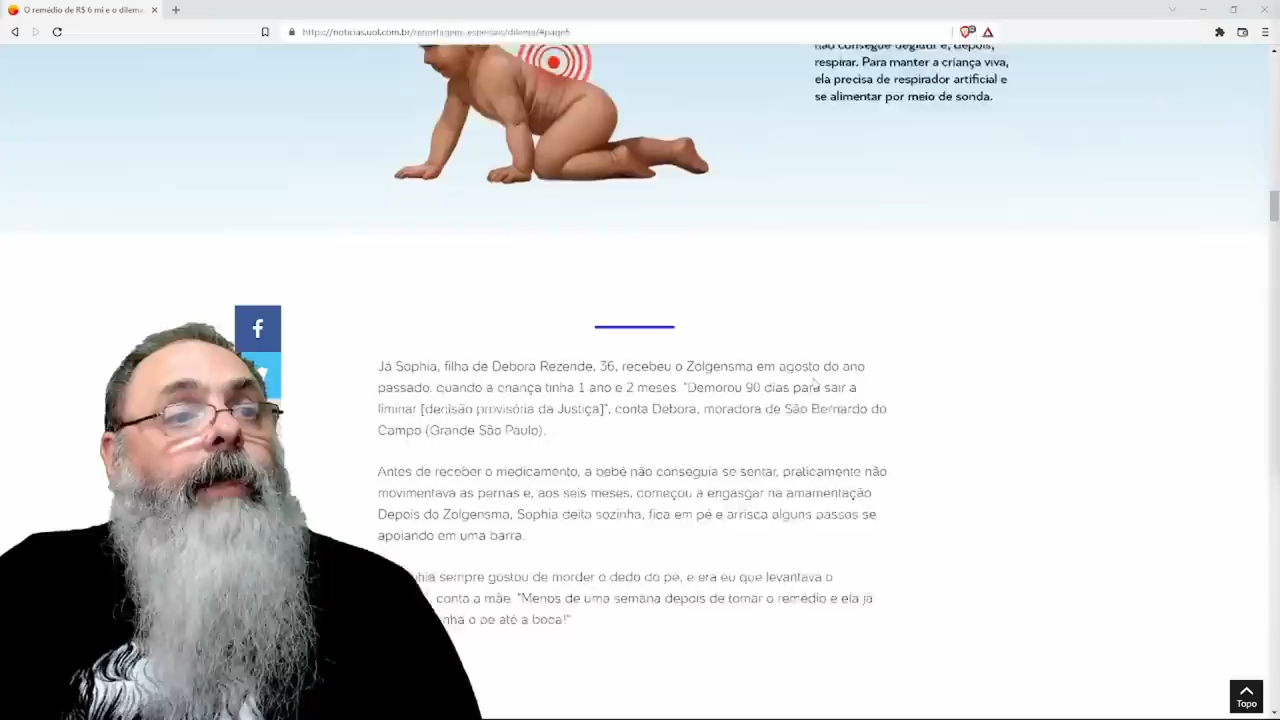 O remédio de R$ 6 mi e o dilema
https://noticias.uol.com.br/reportagens-especiais/dilema/#page6
não consegue deglutir e, depois,
respirar. Para manter a criança viva,
ela precisa de respirador artificial e
se alimentar por meio de sonda.
Já Sophia, filha de Debora Rezende, 36, recebeu o Zolgensma em agosto do ano
passado, quando a criança tinha 1 ano e 2 meses. "Demorou 90 dias para sair a
liminar [decisão provisória da Justiça]", conta Debora, moradora de São Bernardo do
Campo (Grande São Paulo).
Antes de receber o medicamento, a bebê não conseguia se sentar, praticamente não
movimentava as pernas e, aos seis meses, começou a engasgar na amamentação
Depois do Zolgensma, Sophia deita sozinha, fica em pé e arrisca alguns passos se
apoiando em uma barra.
sempre gostou de morder o dedo do pé, e era eu que levantava o
conta a mãe. "Menos de uma semana depois de tomar o remédio e ela já
o pé até a boca!"
Topo